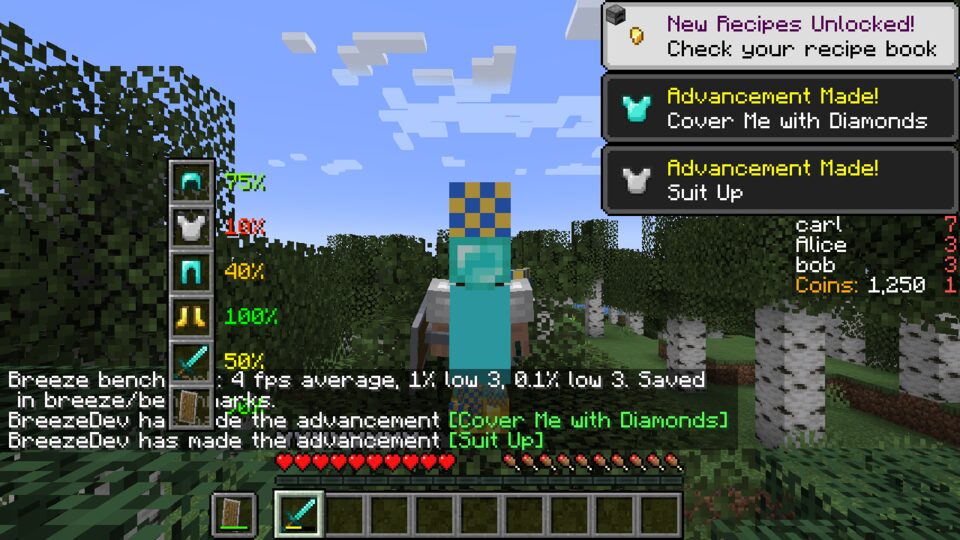 New Recipes Unlocked!
Check your recipe book
Advancement Made!
Cover Me with Diamonds
Advancement Made!
Suit Up
carl 7
Alice 3
bob 3
Coins: 1,250 1
75%
10%
40%
100%
50%
Breeze bench : 4 fps average, 1% low 3, 0.1% low 3. Saved
in breeze/be marks.
BreezeDev ha de the advancement [Cover Me with Diamonds]
BreezeDev has made the advancement [Suit Up]